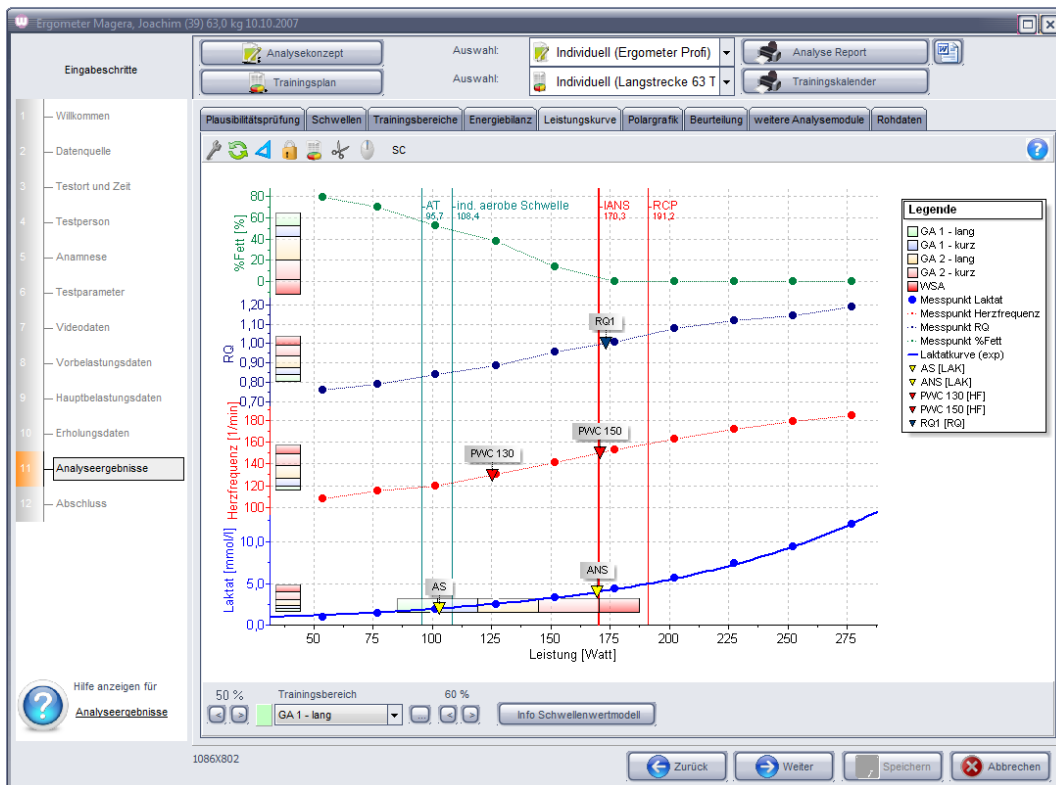 Ergometer Magera, Joachim (39) 63,0 kg 10.10.2007
Eingabeschritte
Analysekonzept
Auswahl:
Individuell (Ergometer Profi)
Analyse Report
Trainingsplan
Auswahl:
Individuell (Langstrecke 63 T
Trainingskalender
1 Willkommen
2 Datenquelle
3 Testort und Zeit
4 Testperson
5 Anamnese
6 Testparameter
7 Videodaten
8 Vorbelastungsdaten
9 Hauptbelastungsdaten
10 Erholungsdaten
11 Analyseergebnisse
12 Abschluss
Plausibilitätsprüfung Schwellen Trainingsbereiche Energiebilanz Leistungskurve Polargrafik Beurteilung weitere Analysemodule Rohdaten
SC
%Fett [%]
80
60
40
20
0
AT
95,7
ind. aerobe Schwelle
108,4
IANS
170,3
RCP
191,2
RQ
1,20
1,10
1,00
0,90
0,80
0,70
RQ1
Herzfrequenz [1/min]
180
160
140
120
100
PWC 130
PWC 150
Laktat [mmol/l]
10,0
5,0
0,0
AS
ANS
50 75 100 125 150 175 200 225 250 275
Leistung [Watt]
Legende
GA 1 - lang
GA 1 - kurz
GA 2 - lang
GA 2 - kurz
WSA
Messpunkt Laktat
Messpunkt Herzfrequenz
Messpunkt RQ
Messpunkt %Fett
Laktatkurve (exp)
AS [LAK]
ANS [LAK]
PWC 130 [HF]
PWC 150 [HF]
RQ1 [RQ]
Hilfe anzeigen für
Analyseergebnisse
50 %
Trainingsbereich
60 %
< >
GA 1 - lang
...
< >
Info Schwellenwertmodell
1086X802
Zurück
Weiter
Speichern
Abbrechen